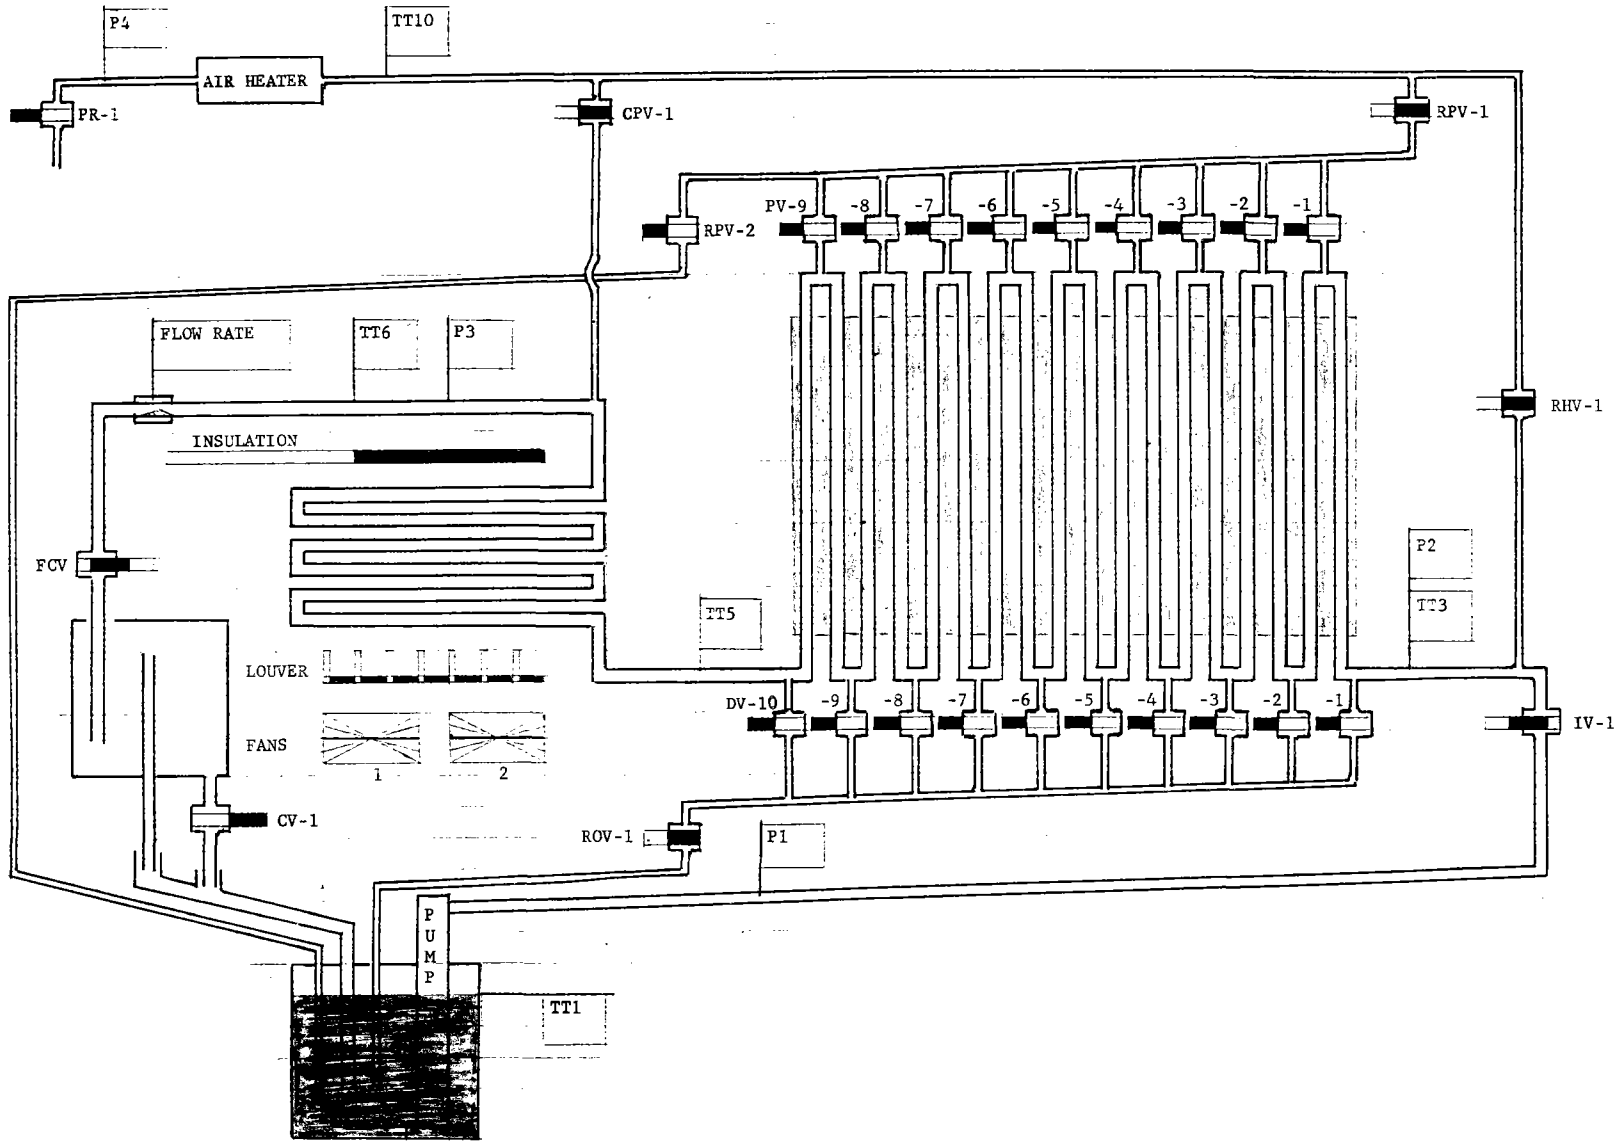 P4
TT10
AIR HEATER
PR-1
CPV-1
RPV-1
PV-9 -8 -7 -6 -5 -4 -3 -2 -1
RPV-2
FLOW RATE
TT6
P3
RHV-1
INSULATION
P2
FCV
TT3
TT5
LOUVER
DV-10 -9 -8 -7 -6 -5 -4 -3 -2 -1
IV-1
FANS
1 2
CV-1
ROV-1
P1
PUMP
TT1